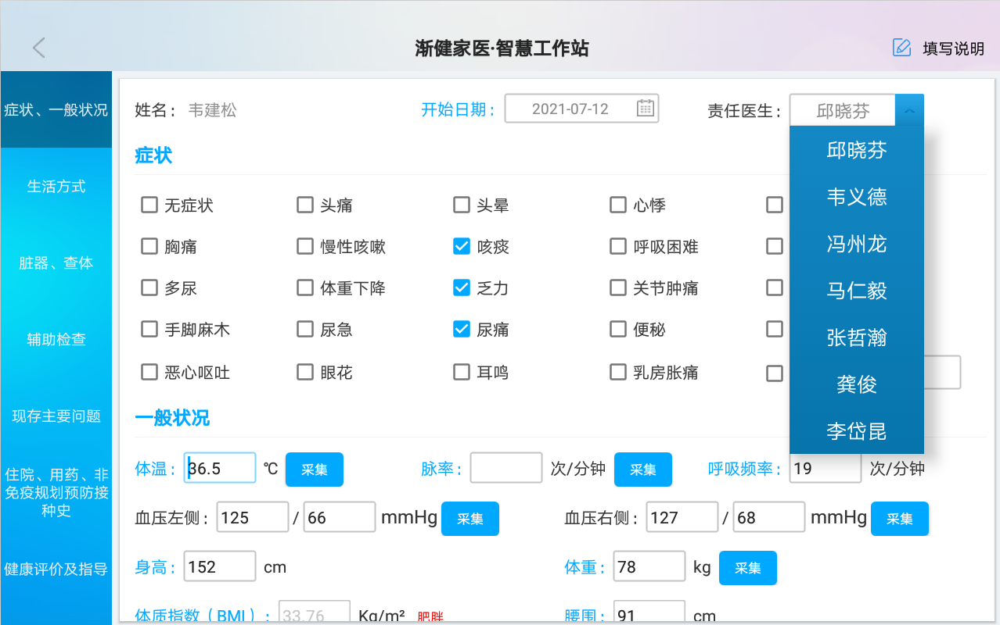 渐健家医·智慧工作站
填写说明
症状、一般状况
生活方式
脏器、查体
辅助检查
现存主要问题
住院、用药、非
免疫规划预防接
种史
健康评价及指导
姓名： 韦建松 开始日期： 2021-07-12 责任医生： 邱晓芬
邱晓芬
韦义德
冯州龙
马仁毅
张哲瀚
龚俊
李岱昆
症状
无症状 头痛 头晕 心悸
胸痛 慢性咳嗽 咳痰 呼吸困难
多尿 体重下降 乏力 关节肿痛
手脚麻木 尿急 尿痛 便秘
恶心呕吐 眼花 耳鸣 乳房胀痛
一般状况
体温： 36.5 ℃ 采集 脉率： 次/分钟 采集 呼吸频率： 19 次/分钟
血压左侧： 125 / 66 mmHg 采集 血压右侧： 127 / 68 mmHg 采集
身高： 152 cm 体重： 78 kg 采集
体质指数（BMI）： 33.76 Kg/m² 肥胖 腰围： 91 cm